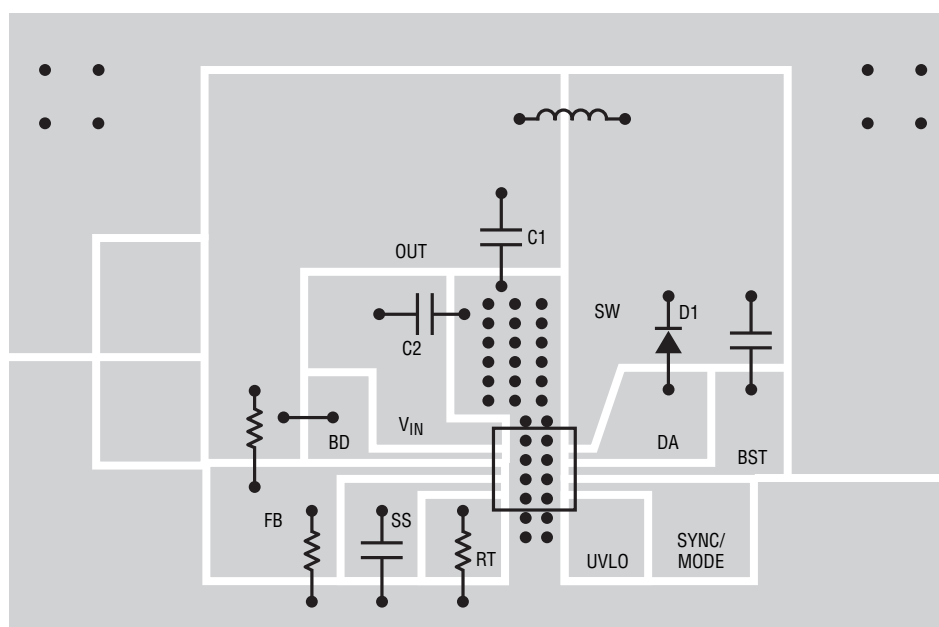 C1
OUT
SW
D1
C2
V_IN
BD
DA
BST
FB
SS
RT
UVLO
SYNC/
MODE